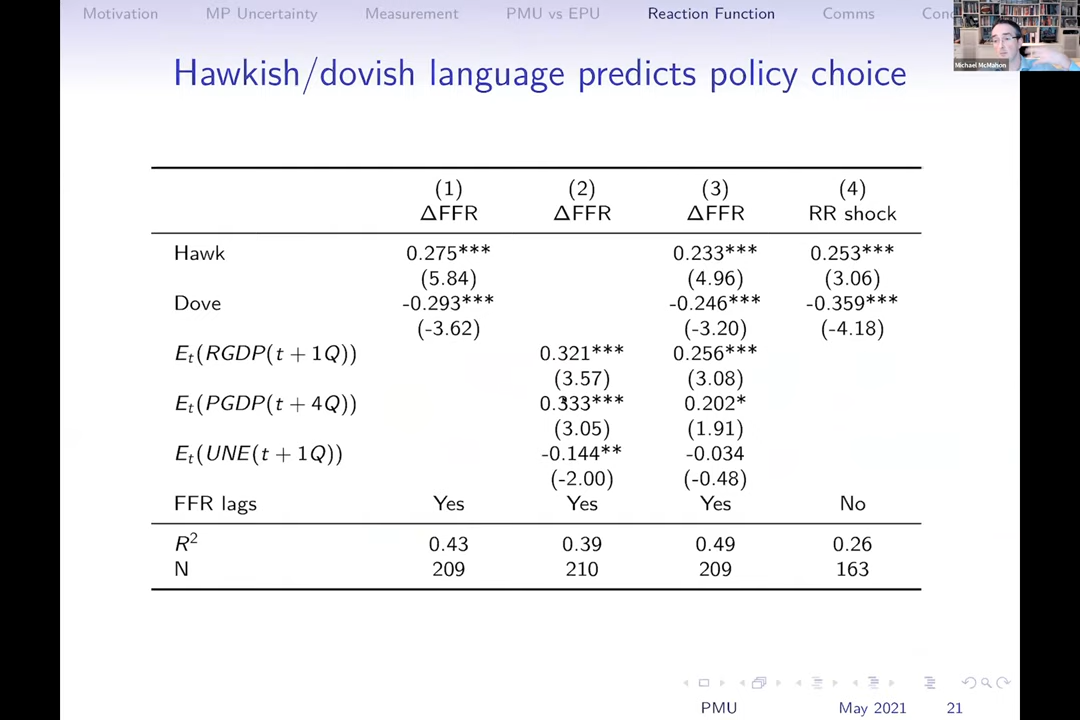 Motivation MP Uncertainty Measurement PMU vs EPU Reaction Function Comms
Michael McMahon
Hawkish/dovish language predicts policy choice
(1) (2) (3) (4)
ΔFFR ΔFFR ΔFFR RR shock
Hawk 0.275*** 0.233*** 0.253***
(5.84) (4.96) (3.06)
Dove -0.293*** -0.246*** -0.359***
(-3.62) (-3.20) (-4.18)
E_t(RGDP(t + 1Q)) 0.321*** 0.256***
(3.57) (3.08)
E_t(PGDP(t + 4Q)) 0.333*** 0.202*
(3.05) (1.91)
E_t(UNE(t + 1Q)) -0.144** -0.034
(-2.00) (-0.48)
FFR lags Yes Yes Yes No
R² 0.43 0.39 0.49 0.26
N 209 210 209 163
PMU May 2021 21